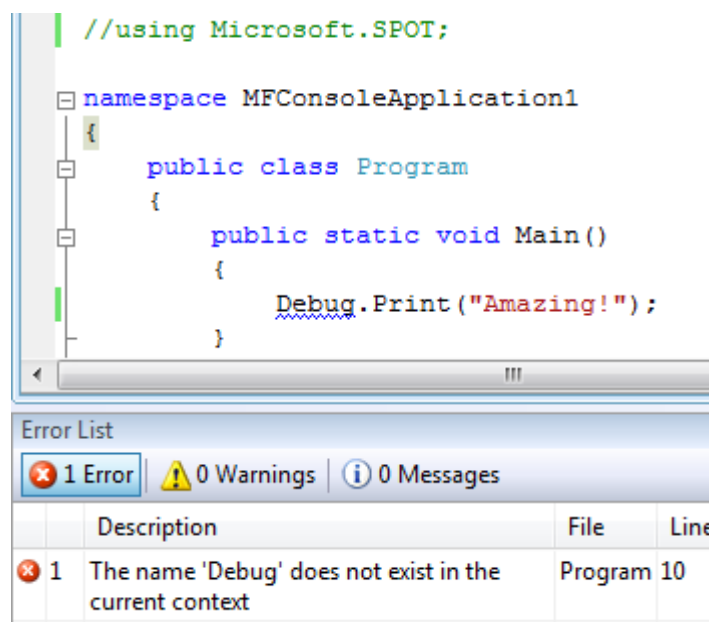 //using Microsoft.SPOT;
namespace MFConsoleApplication1
{
public class Program
{
public static void Main()
{
Debug.Print("Amazing!");
}
Error List
1 Error 0 Warnings 0 Messages
Description File Line
1 The name 'Debug' does not exist in the Program 10
current context